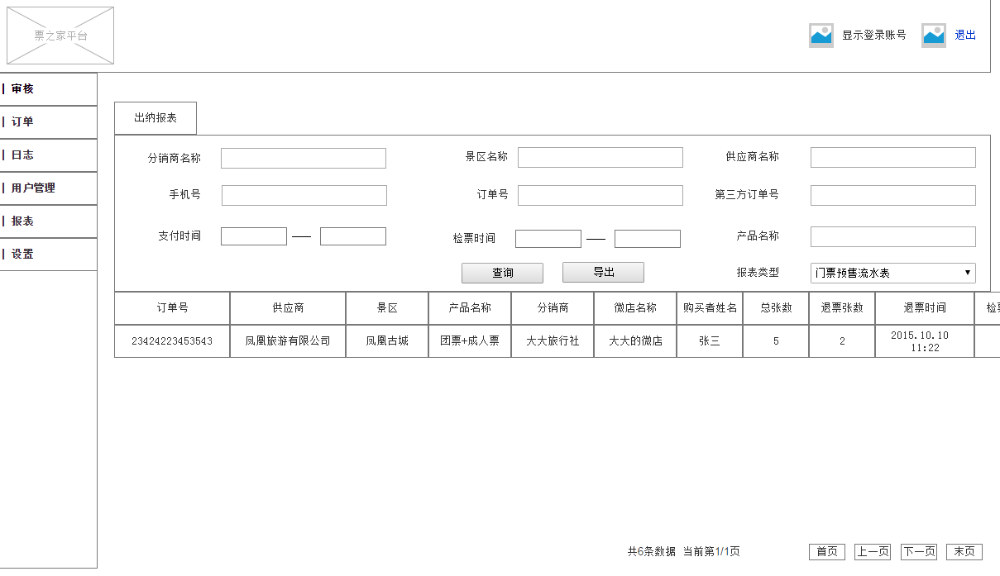 票之家平台
显示登录账号 退出
审核
订单
日志
用户管理
报表
设置
出纳报表
分销商名称 景区名称 供应商名称
手机号 订单号 第三方订单号
支付时间 检票时间 产品名称
查询 导出 报表类型 门票预售流水表
订单号 供应商 景区 产品名称 分销商 微店名称 购买者姓名 总张数 退票张数 退票时间
23424223453543 凤凰旅游有限公司 凤凰古城 团票+成人票 大大旅行社 大大的微店 张三 5 2 2015.10.10
11:22
共6条数据 当前第1/1页 首页 上一页 下一页 末页